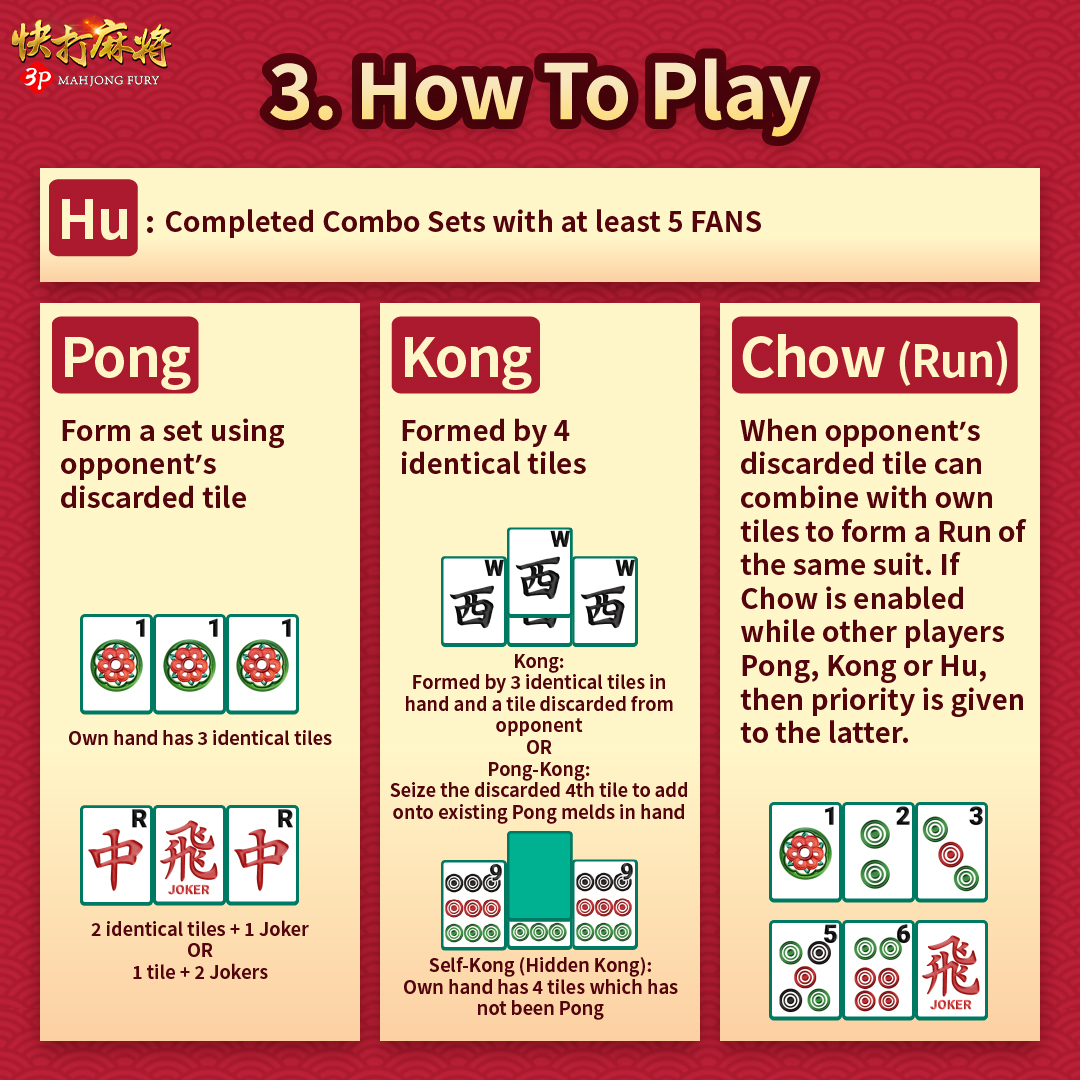 快打麻将
3P MAHJONG FURY
3. How To Play
Hu : Completed Combo Sets with at least 5 FANS
Pong
Form a set using
opponent's
discarded tile
1 1 1
Own hand has 3 identical tiles
R R
中 飛 中
JOKER
2 identical tiles + 1 Joker
OR
1 tile + 2 Jokers
Kong
Formed by 4
identical tiles
W
西
W W
西 西
Kong:
Formed by 3 identical tiles in
hand and a tile discarded from
opponent
OR
Pong-Kong:
Seize the discarded 4th tile to add
onto existing Pong melds in hand
9 9
Self-Kong (Hidden Kong):
Own hand has 4 tiles which has
not been Pong
Chow (Run)
When opponent's
discarded tile can
combine with own
tiles to form a Run of
the same suit. If
Chow is enabled
while other players
Pong, Kong or Hu,
then priority is given
to the latter.
1 2 3
5 6
飛
JOKER